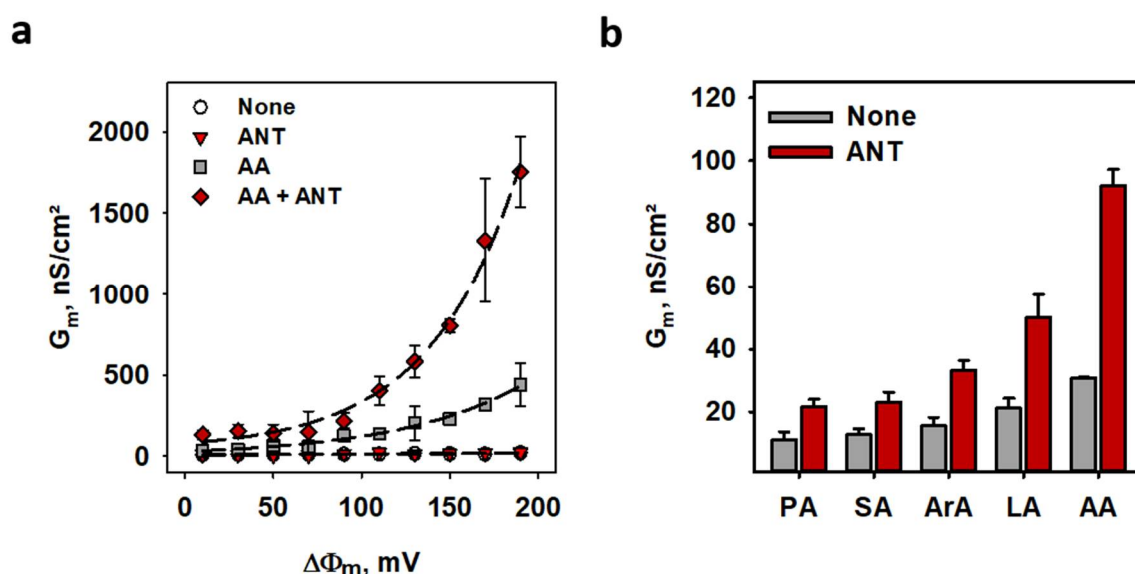 a
None
ANT
AA
AA + ANT
2000
1500
1000
500
0
G_m, nS/cm²
0 50 100 150 200
ΔΦ_m, mV
b
None
ANT
120
100
80
60
40
20
G_m, nS/cm²
PA SA ArA LA AA